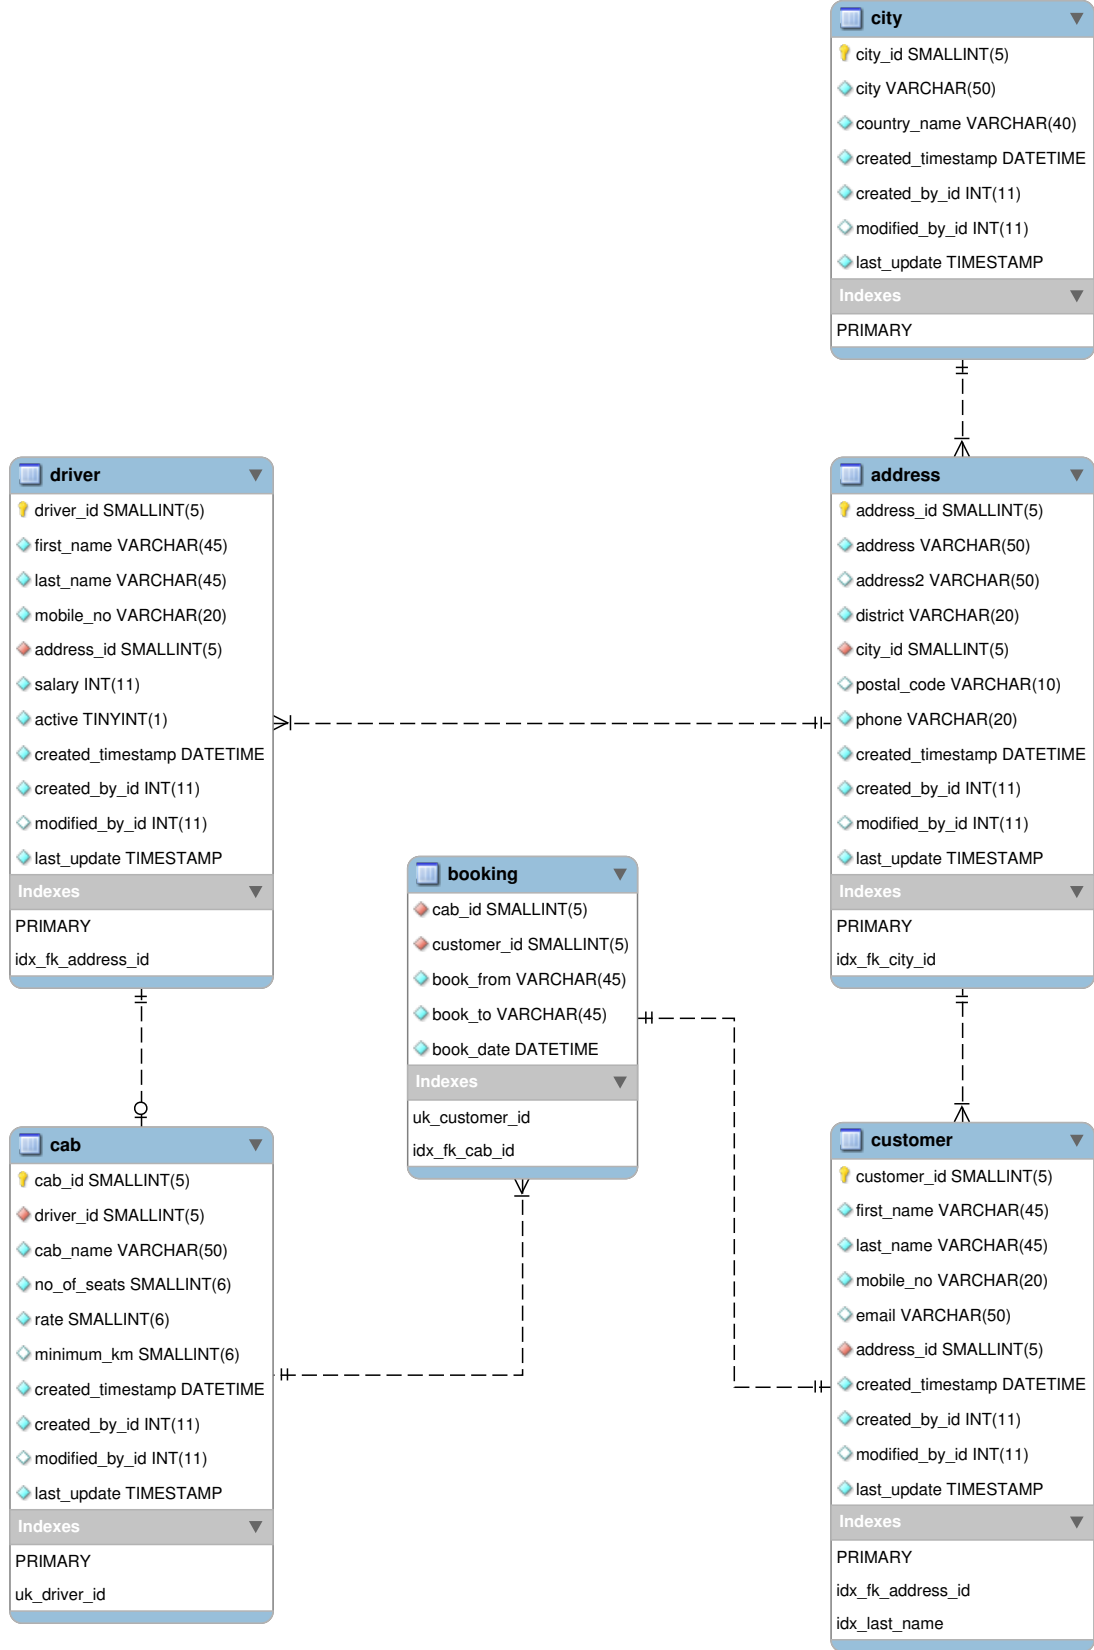 city
city_id SMALLINT(5)
city VARCHAR(50)
country_name VARCHAR(40)
created_timestamp DATETIME
created_by_id INT(11)
modified_by_id INT(11)
last_update TIMESTAMP
Indexes
PRIMARY
driver
driver_id SMALLINT(5)
first_name VARCHAR(45)
last_name VARCHAR(45)
mobile_no VARCHAR(20)
address_id SMALLINT(5)
salary INT(11)
active TINYINT(1)
created_timestamp DATETIME
created_by_id INT(11)
modified_by_id INT(11)
last_update TIMESTAMP
Indexes
PRIMARY
idx_fk_address_id
address
address_id SMALLINT(5)
address VARCHAR(50)
address2 VARCHAR(50)
district VARCHAR(20)
city_id SMALLINT(5)
postal_code VARCHAR(10)
phone VARCHAR(20)
created_timestamp DATETIME
created_by_id INT(11)
modified_by_id INT(11)
last_update TIMESTAMP
Indexes
PRIMARY
idx_fk_city_id
booking
cab_id SMALLINT(5)
customer_id SMALLINT(5)
book_from VARCHAR(45)
book_to VARCHAR(45)
book_date DATETIME
Indexes
uk_customer_id
idx_fk_cab_id
cab
cab_id SMALLINT(5)
driver_id SMALLINT(5)
cab_name VARCHAR(50)
no_of_seats SMALLINT(6)
rate SMALLINT(6)
minimum_km SMALLINT(6)
created_timestamp DATETIME
created_by_id INT(11)
modified_by_id INT(11)
last_update TIMESTAMP
Indexes
PRIMARY
uk_driver_id
customer
customer_id SMALLINT(5)
first_name VARCHAR(45)
last_name VARCHAR(45)
mobile_no VARCHAR(20)
email VARCHAR(50)
address_id SMALLINT(5)
created_timestamp DATETIME
created_by_id INT(11)
modified_by_id INT(11)
last_update TIMESTAMP
Indexes
PRIMARY
idx_fk_address_id
idx_last_name